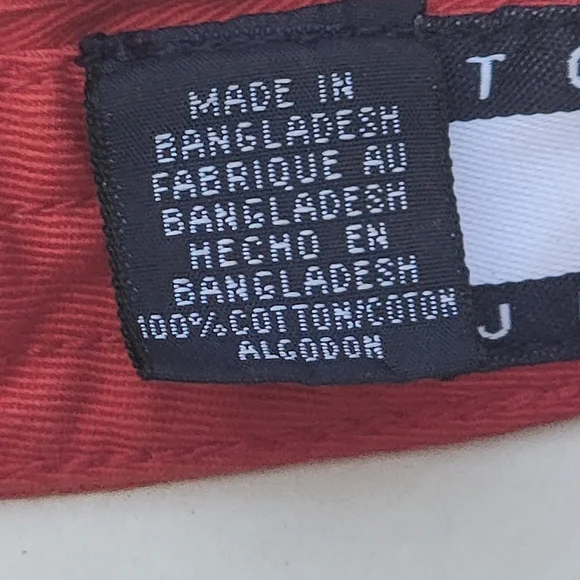 MADE IN
BANGLADESH
FABRIQUE AU
BANGLADESH
HECHO EN
BANGLADESH
100%COTTON/COTON
ALGODON
T
J